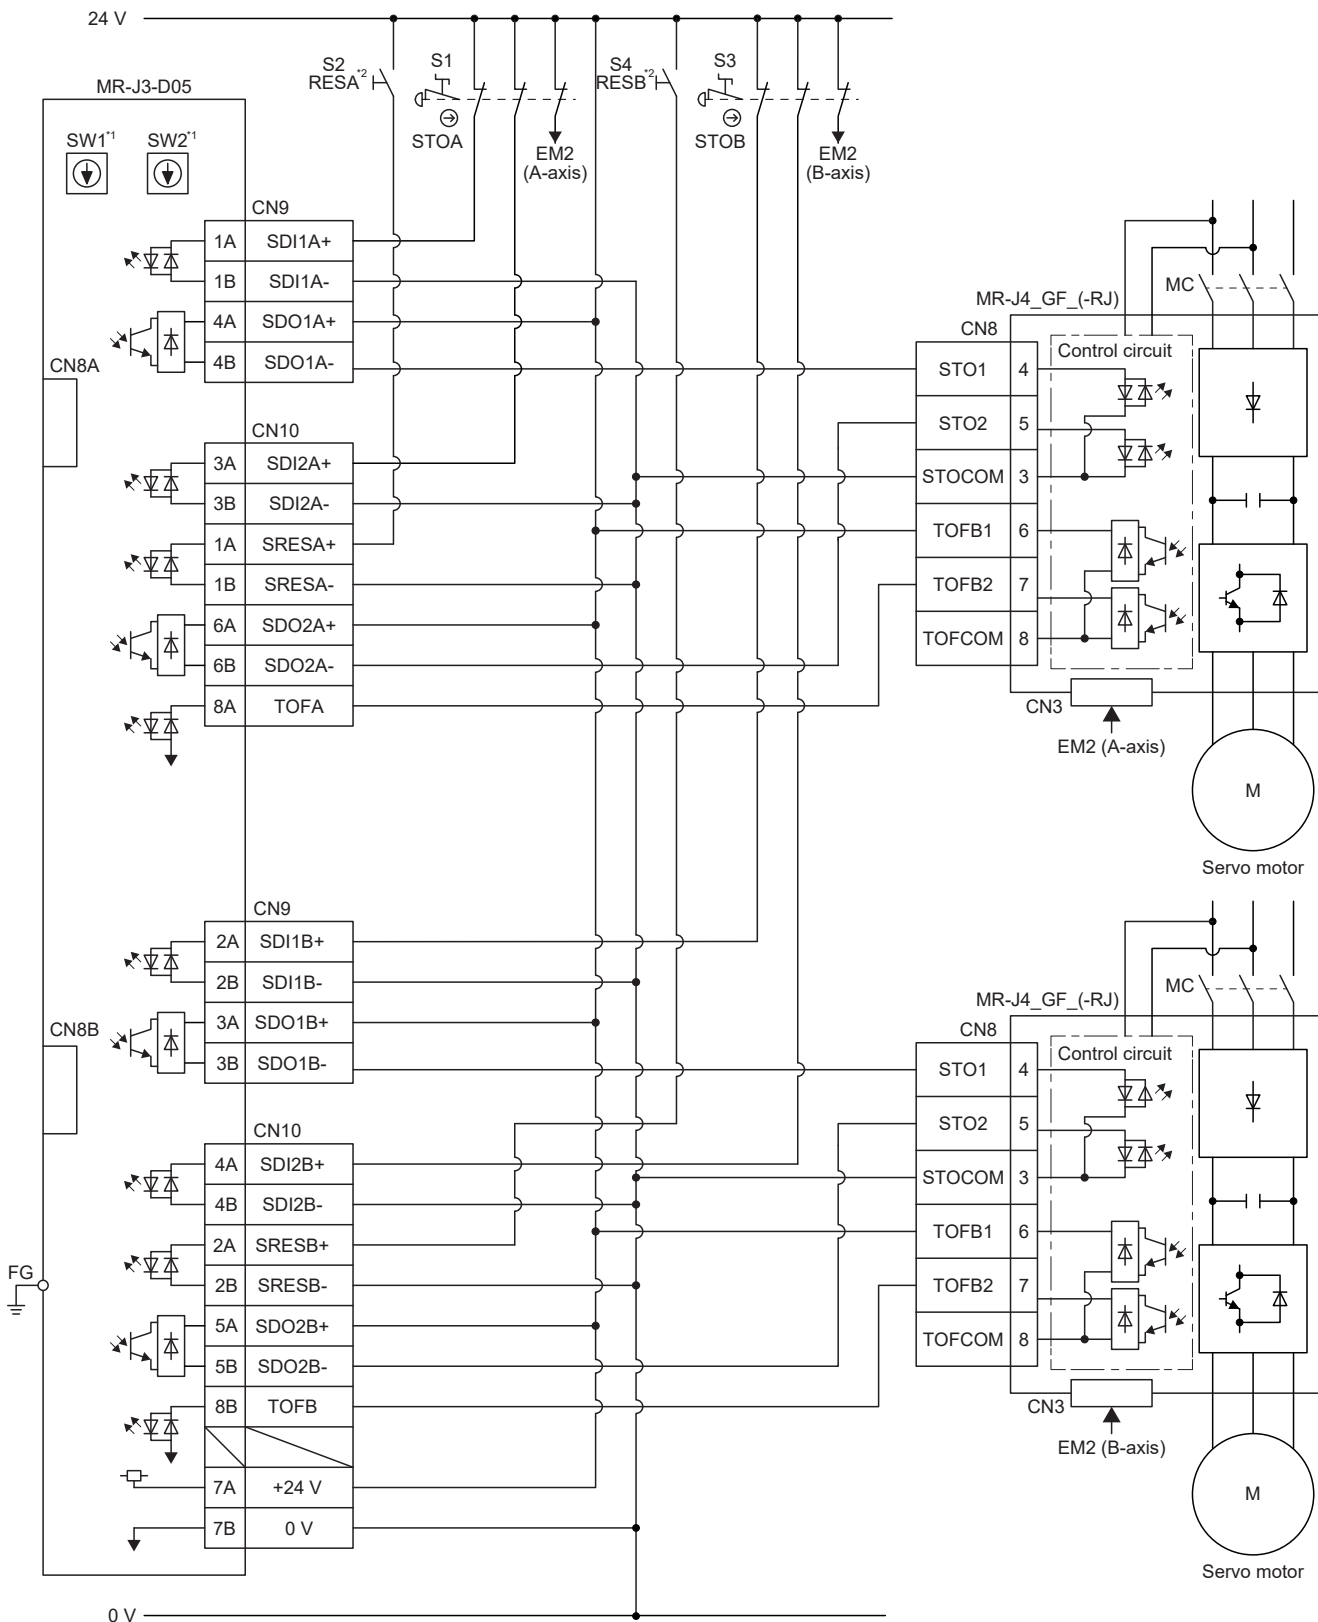 24 V
MR-J3-D05
SW1*1
SW2*1
S2
RESA*2
S1
STOA
EM2
(A-axis)
S4
RESB*2
S3
STOB
EM2
(B-axis)
CN9
1A SDI1A+
1B SDI1A-
4A SDO1A+
4B SDO1A-
CN8A
CN10
3A SDI2A+
3B SDI2A-
1A SRESA+
1B SRESA-
6A SDO2A+
6B SDO2A-
8A TOFA
MC
MR-J4_GF_(-RJ)
CN8
Control circuit
STO1 4
STO2 5
STOCOM 3
TOFB1 6
TOFB2 7
TOFCOM 8
CN3
EM2 (A-axis)
M
Servo motor
CN9
2A SDI1B+
2B SDI1B-
3A SDO1B+
3B SDO1B-
CN8B
CN10
4A SDI2B+
4B SDI2B-
2A SRESB+
2B SRESB-
5A SDO2B+
5B SDO2B-
8B TOFB
7A +24 V
7B 0 V
FG
MC
MR-J4_GF_(-RJ)
CN8
Control circuit
STO1 4
STO2 5
STOCOM 3
TOFB1 6
TOFB2 7
TOFCOM 8
CN3
EM2 (B-axis)
M
Servo motor
0 V